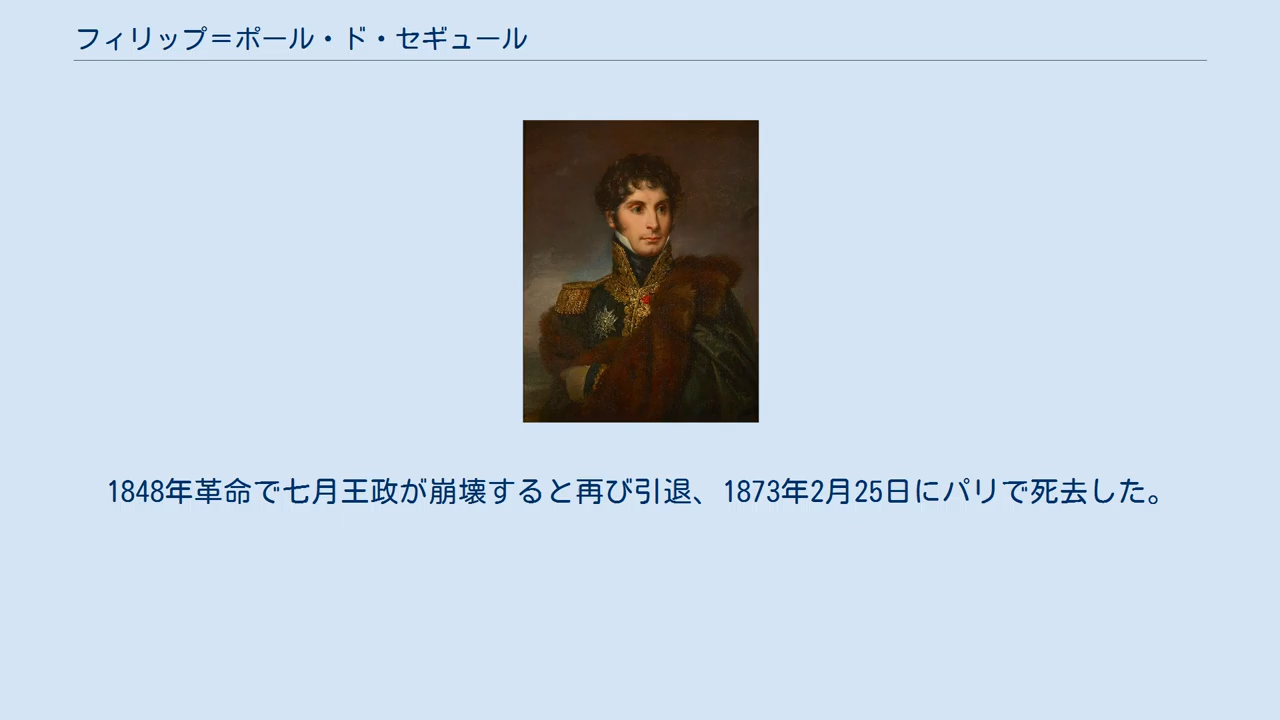 フィリップ＝ポール・ド・セギュール
1848年革命で七月王政が崩壊すると再び引退、1873年2月25日にパリで死去した。